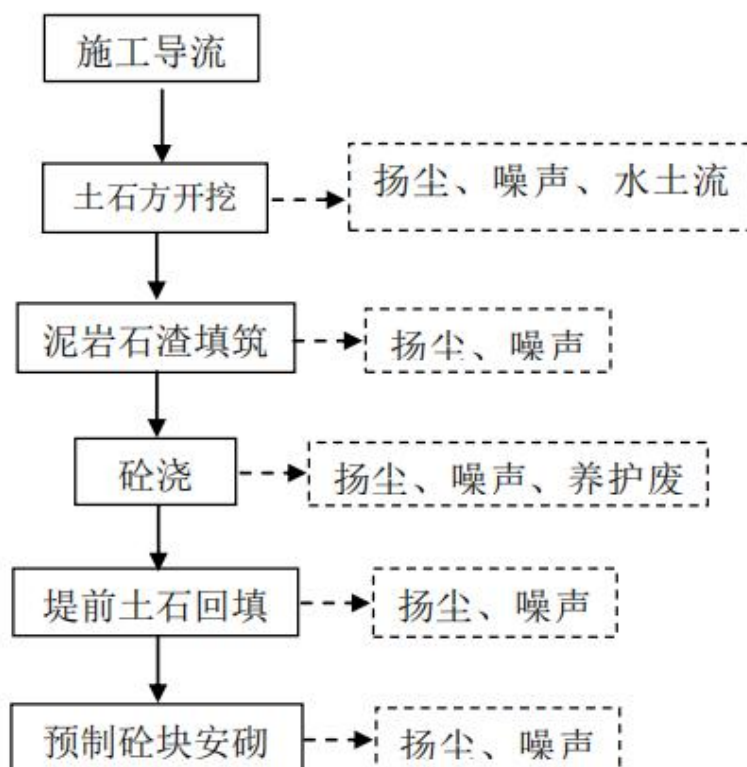 施工导流
土石方开挖
扬尘、噪声、水土流
泥岩石渣填筑
扬尘、噪声
砼浇
扬尘、噪声、养护废
堤前土石回填
扬尘、噪声
预制砼块安砌
扬尘、噪声